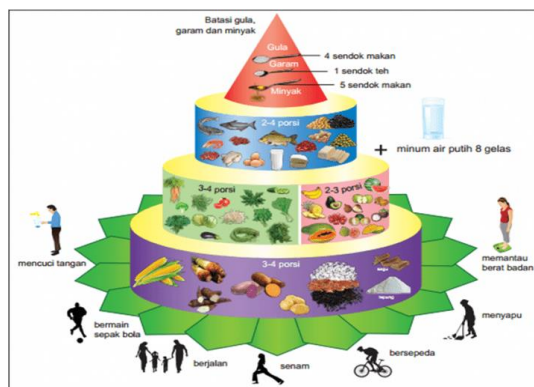 Batasi gula,
garam dan minyak
Gula
4 sendok makan
Garam
1 sendok teh
Minyak
5 sendok makan
2-4 porsi
+ minum air putih 8 gelas
3-4 porsi
2-3 porsi
mencuci tangan
3-4 porsi
sagu
tepung
memantau
berat badan
bermain
sepak bola
menyapu
berjalan
senam
bersepeda